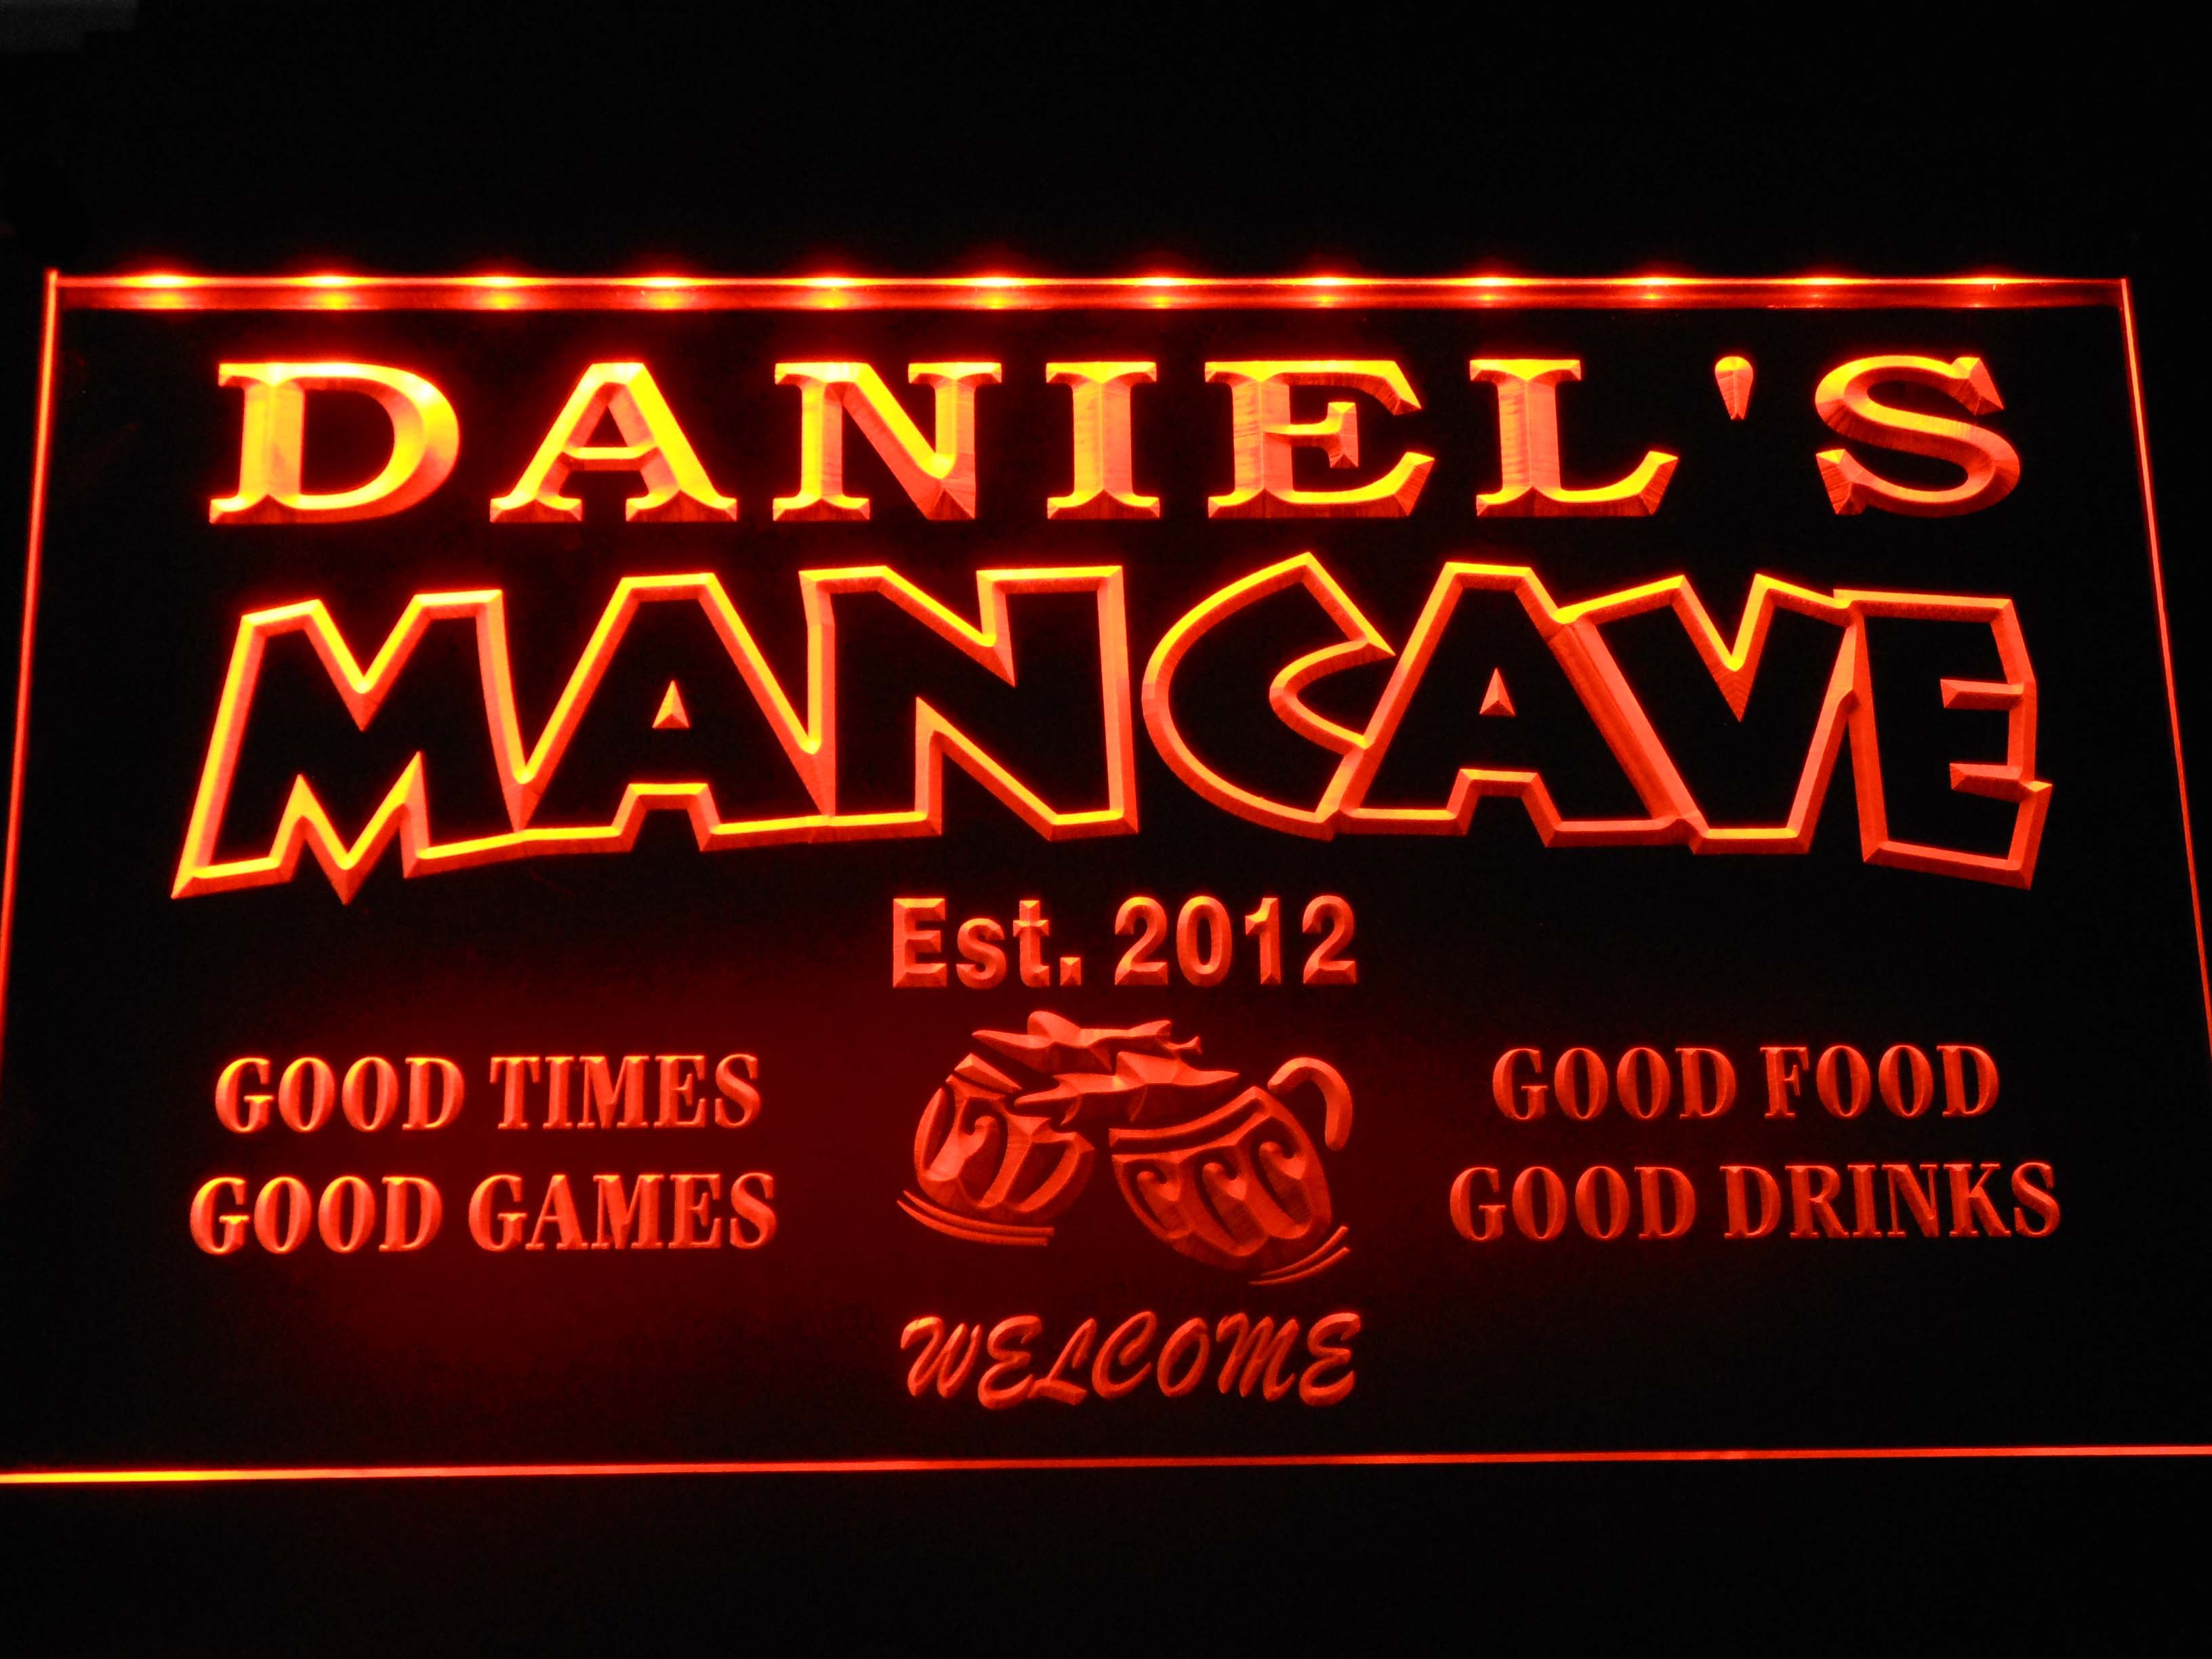 DANIEL'S
MANCAVE
Est. 2012
GOOD TIMES
GOOD GAMES
GOOD FOOD
GOOD DRINKS
WELCOME